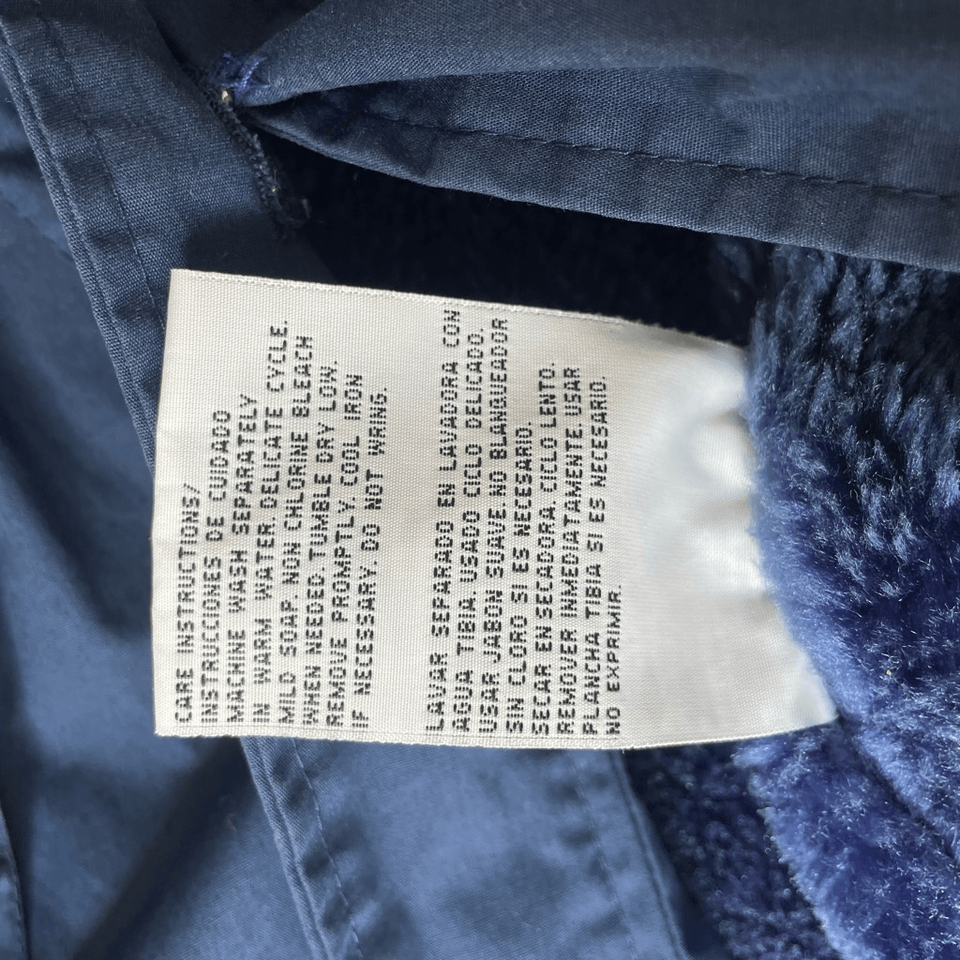 CARE INSTRUCTIONS/
INSTRUCCIONES DE CUIDADO
MACHINE WASH SEPARATELY
IN WARM WATER, DELICATE CYCLE.
MILD SOAP. NON CHLORINE BLEACH
WHEN NEEDED. TUMBLE DRY LOW.
REMOVE PROMPTLY. COOL IRON
IF NECESSARY. DO NOT WRING.
LAVAR SEPARADO EN LAVADORA CON
AGUA TIBIA. USADO CICLO DELICADO.
USAR JABON SUAVE NO BLANQUEADOR
SIN CLORO SI ES NECESARIO.
SECAR EN SECADORA, CICLO LENTO.
REMOVER INMEDIATAMENTE. USAR
PLANCHA TIBIA SI ES NECESARIO.
NO EXPRIMIR.